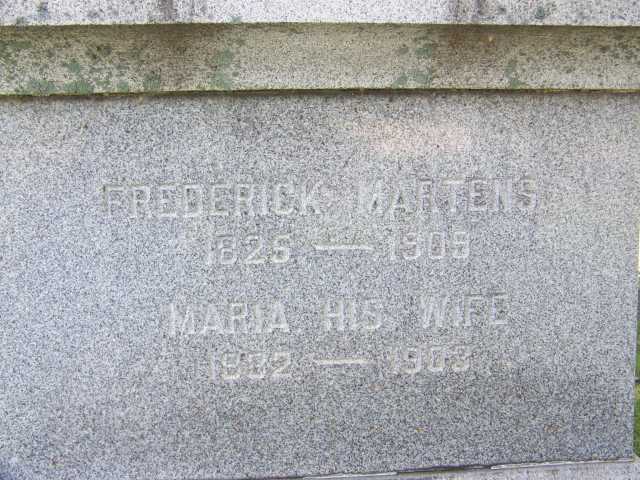 FREDERICK MARTENS
1825 — 1909
MARIA HIS WIFE
1832 — 1903